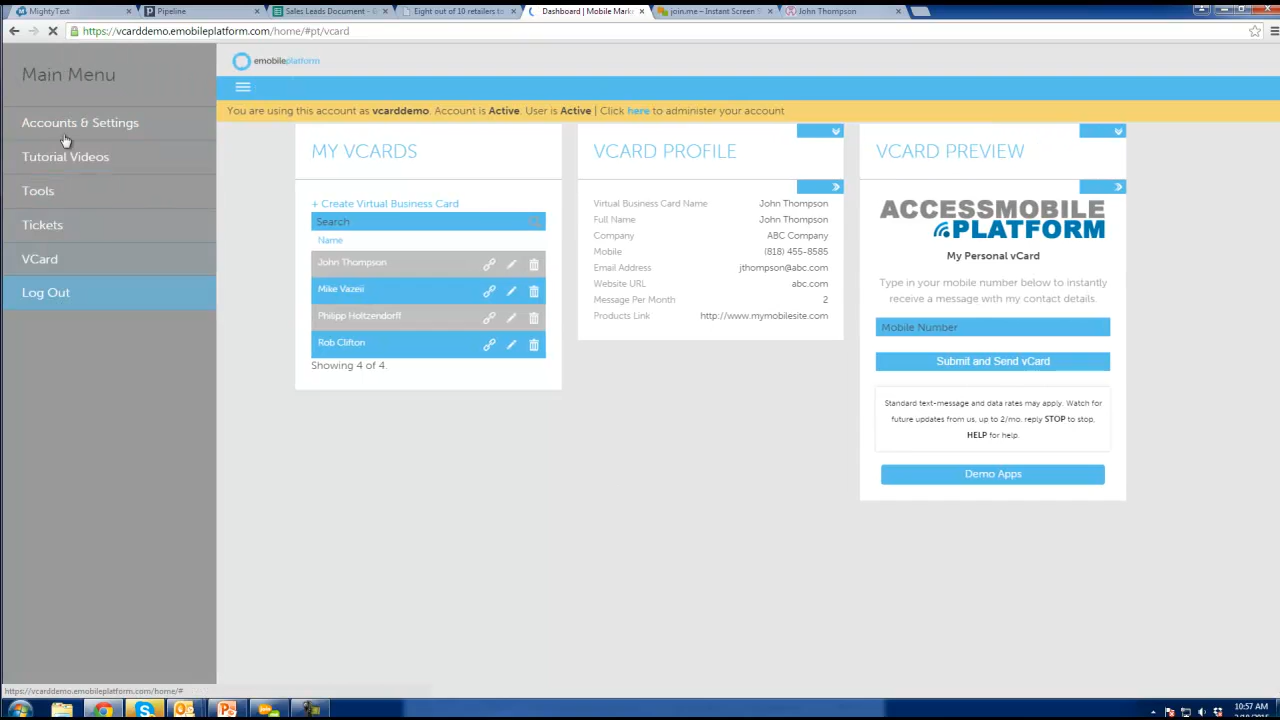 MightyText
Pipeline
Sales Leads Document - G
Eight out of 10 retailers to
Dashboard | Mobile Mark
join.me – Instant Screen S
John Thompson
https://vcarddemo.emobileplatform.com/home/#pt/vcard
Main Menu
Accounts & Settings
Tutorial Videos
Tools
Tickets
VCard
Log Out
emobileplatform
You are using this account as vcarddemo. Account is Active. User is Active | Click here to administer your account
MY VCARDS
+ Create Virtual Business Card
Search
Name
John Thompson
Mike Vazeii
Philipp Holtzendorff
Rob Clifton
Showing 4 of 4.
VCARD PROFILE
Virtual Business Card Name John Thompson
Full Name John Thompson
Company ABC Company
Mobile (818) 455-8585
Email Address jthompson@abc.com
Website URL abc.com
Message Per Month 2
Products Link http://www.mymobilesite.com
VCARD PREVIEW
ACCESSMOBILE
PLATFORM
My Personal vCard
Type in your mobile number below to instantly
receive a message with my contact details.
Mobile Number
Submit and Send vCard
Standard text-message and data rates may apply. Watch for
future updates from us, up to 2/mo. reply STOP to stop,
HELP for help.
Demo Apps
https://vcarddemo.emobileplatform.com/home/#
10:57 AM